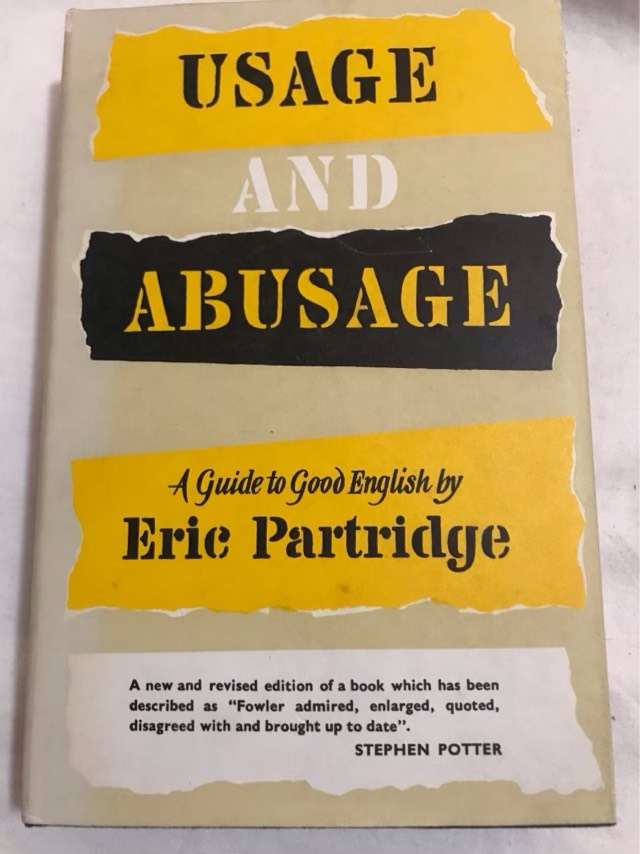 USAGE
AND
ABUSAGE
A Guide to Good English by
Eric Partridge
A new and revised edition of a book which has been
described as “Fowler admired, enlarged, quoted,
disagreed with and brought up to date”.
STEPHEN POTTER